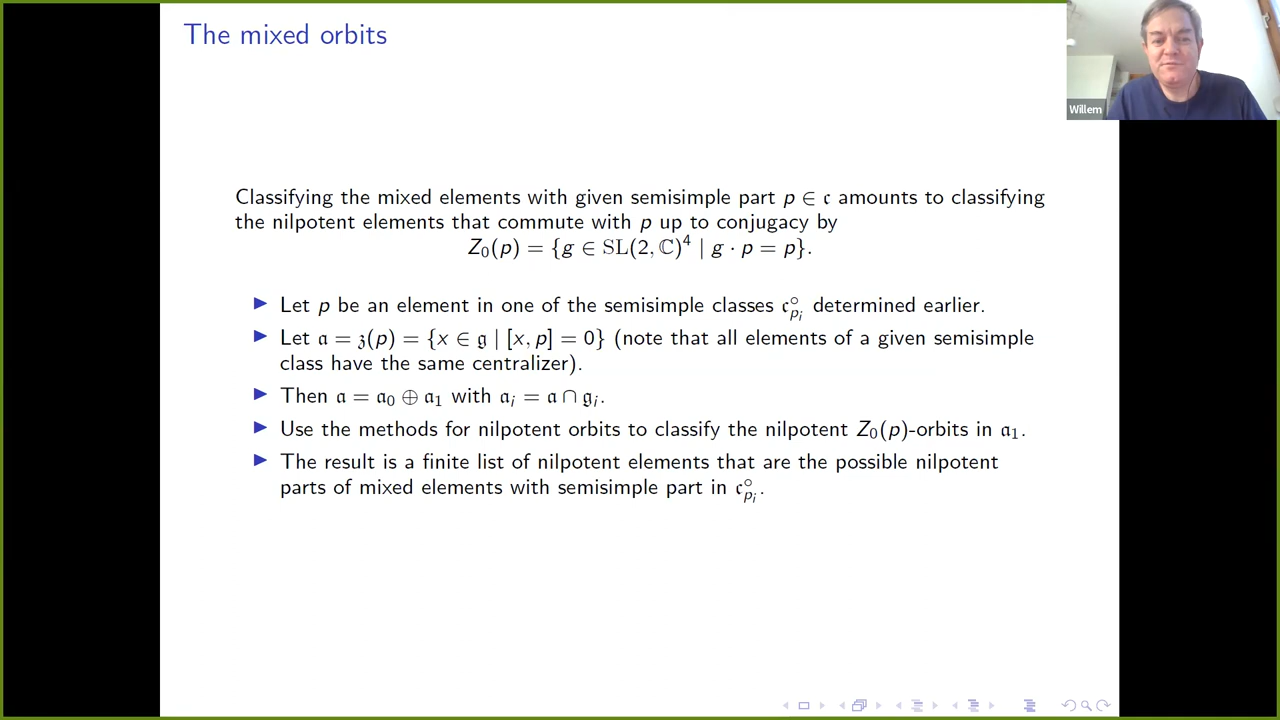 The mixed orbits
Willem
Classifying the mixed elements with given semisimple part p ∈ 𝔠 amounts to classifying
the nilpotent elements that commute with p up to conjugacy by
Z₀(p) = {g ∈ SL(2, ℂ)⁴ | g · p = p}.
▶ Let p be an element in one of the semisimple classes 𝔠°_{p_i} determined earlier.
▶ Let 𝔞 = 𝔷(p) = {x ∈ 𝔤 | [x, p] = 0} (note that all elements of a given semisimple
class have the same centralizer).
▶ Then 𝔞 = 𝔞₀ ⊕ 𝔞₁ with 𝔞ᵢ = 𝔞 ∩ 𝔤ᵢ.
▶ Use the methods for nilpotent orbits to classify the nilpotent Z₀(p)-orbits in 𝔞₁.
▶ The result is a finite list of nilpotent elements that are the possible nilpotent
parts of mixed elements with semisimple part in 𝔠°_{p_i}.